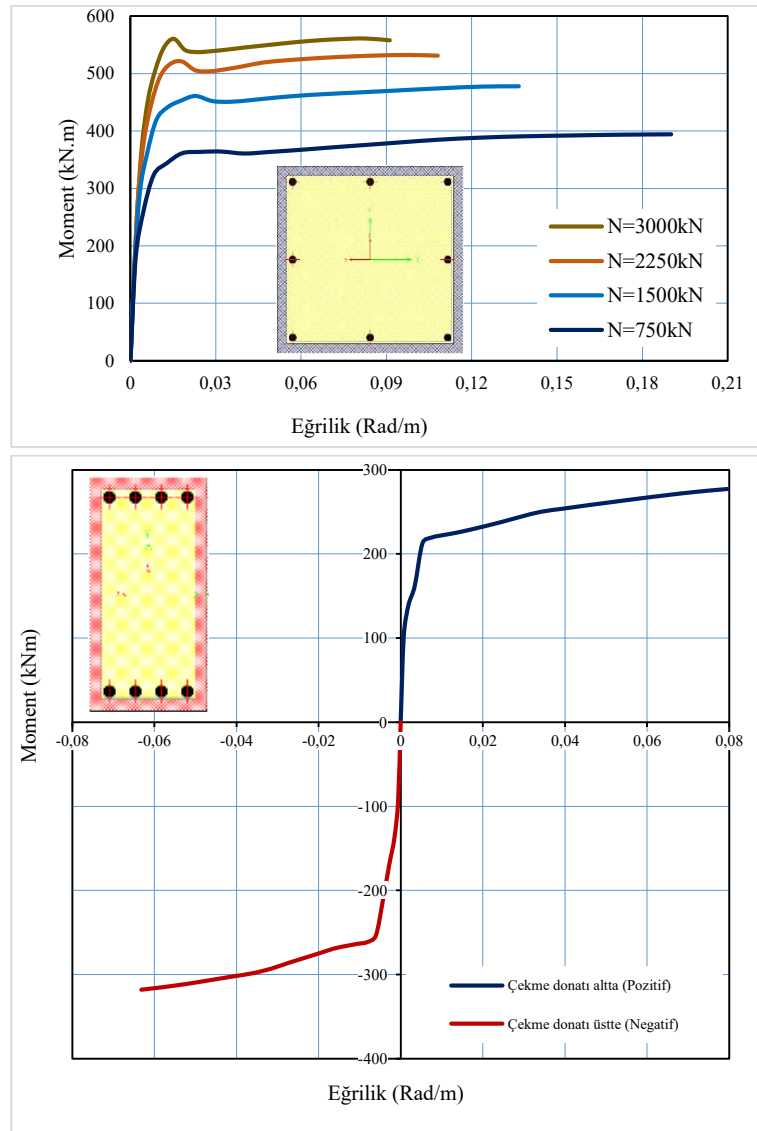 600
500
400
300
200
100
0
Moment (kN.m)
N=3000kN
N=2250kN
N=1500kN
N=750kN
0 0,03 0,06 0,09 0,12 0,15 0,18 0,21
Eğrilik (Rad/m)
300
200
100
0
-100
-200
-300
-400
Moment (kNm)
-0.08 -0,06 -0,04 -0,02 0 0,02 0,04 0,06 0,08
Çekme donatı altta (Pozitif)
Çekme donatı üstte (Negatif)
Eğrilik (Rad/m)